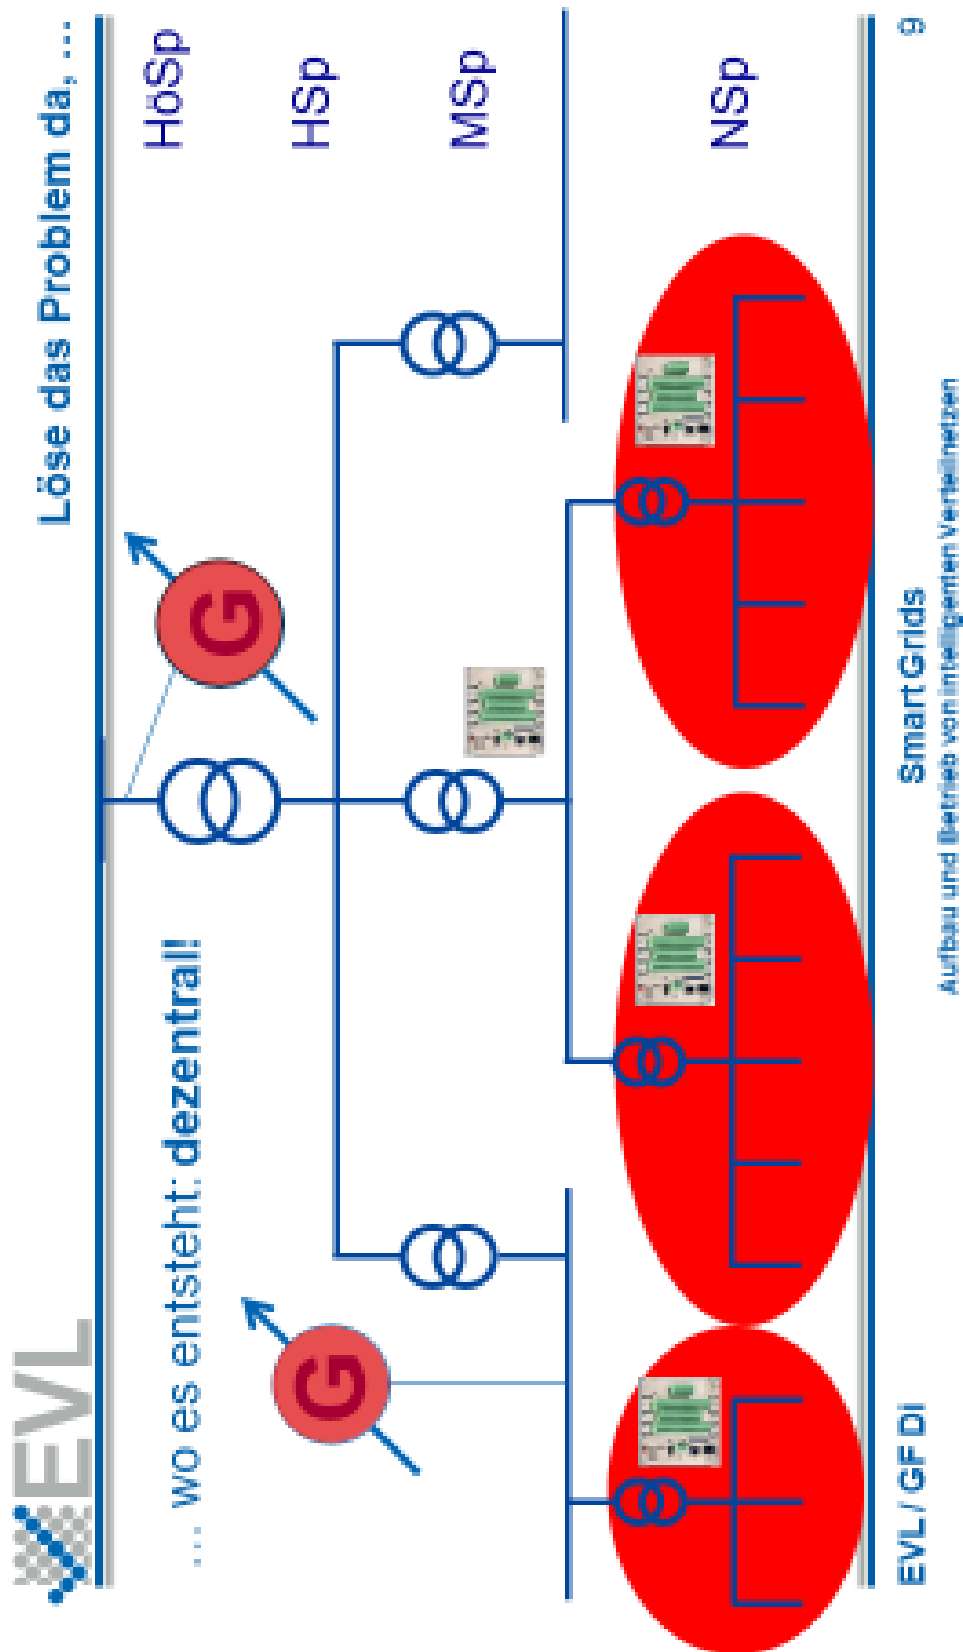 EVL
Löse das Problem da, ...
... wo es entsteht: dezentral!
HöSp
G
HSp
G
MSp
NSp
EVL / GF DI
Smart Grids
9
Aufbau und Betrieb von intelligenten Verteilnetzen